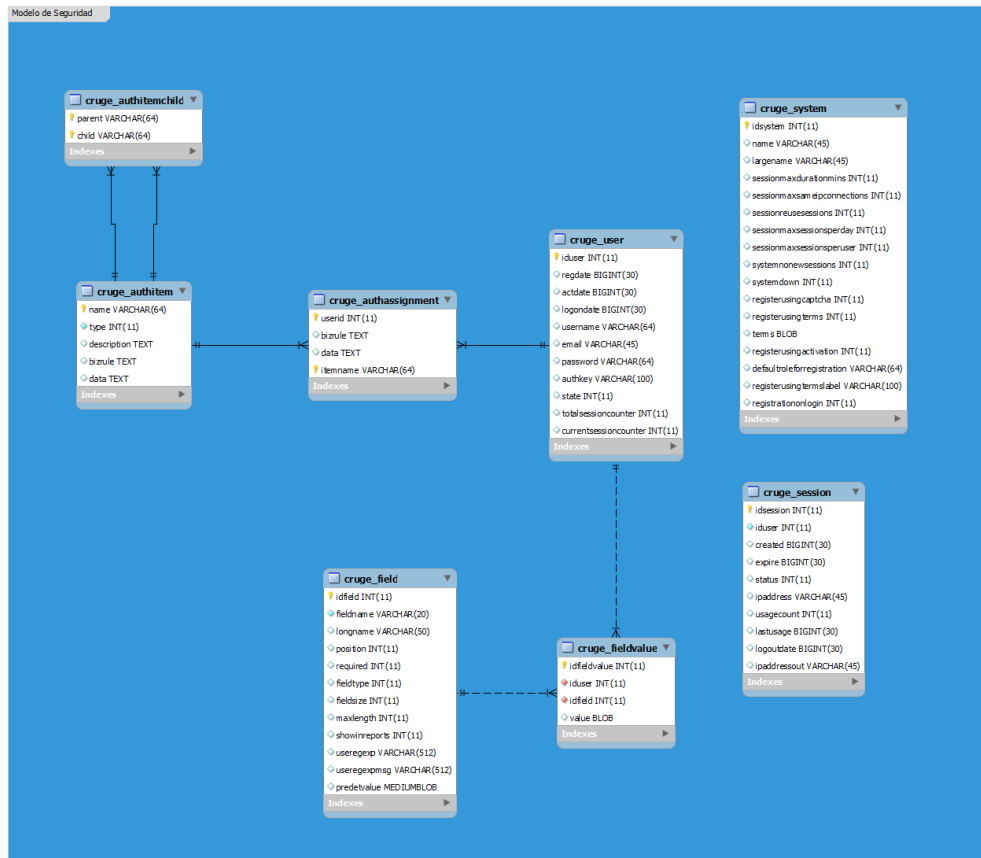 Modelo de Seguridad
cruge_authitemchild
parent VARCHAR(64)
child VARCHAR(64)
Indexes
cruge_authitem
name VARCHAR(64)
type INT(11)
description TEXT
bizrule TEXT
data TEXT
Indexes
cruge_authassignment
userid INT(11)
bizrule TEXT
data TEXT
itemname VARCHAR(64)
Indexes
cruge_user
iduser INT(11)
regdate BIGINT(30)
actdate BIGINT(30)
logondate BIGINT(30)
username VARCHAR(64)
email VARCHAR(45)
password VARCHAR(64)
authkey VARCHAR(100)
state INT(11)
totalsessioncounter INT(11)
currentsessioncounter INT(11)
Indexes
cruge_system
idsystem INT(11)
name VARCHAR(45)
largename VARCHAR(45)
sessionmaxdurationmins INT(11)
sessionmaxsameipconnections INT(11)
sessionreusesessions INT(11)
sessionmaxsessionsperday INT(11)
sessionmaxsessionsperuser INT(11)
systemnonewsessions INT(11)
systemdown INT(11)
registerusingcaptcha INT(11)
registerusingterms INT(11)
terms BLOB
registerusingactivation INT(11)
defaultroleforregistration VARCHAR(64)
registerusingtermslabel VARCHAR(100)
registrationonlogin INT(11)
Indexes
cruge_session
idsession INT(11)
iduser INT(11)
created BIGINT(30)
expire BIGINT(30)
status INT(11)
ipaddress VARCHAR(45)
usagecount INT(11)
lastusage BIGINT(30)
logoutdate BIGINT(30)
ipaddressout VARCHAR(45)
Indexes
cruge_field
idfield INT(11)
fieldname VARCHAR(20)
longname VARCHAR(50)
position INT(11)
required INT(11)
fieldtype INT(11)
fieldsize INT(11)
maxlength INT(11)
showinreports INT(11)
useregexp VARCHAR(512)
useregexpmsg VARCHAR(512)
predetvalue MEDIUMBLOB
Indexes
cruge_fieldvalue
idfieldvalue INT(11)
iduser INT(11)
idfield INT(11)
value BLOB
Indexes